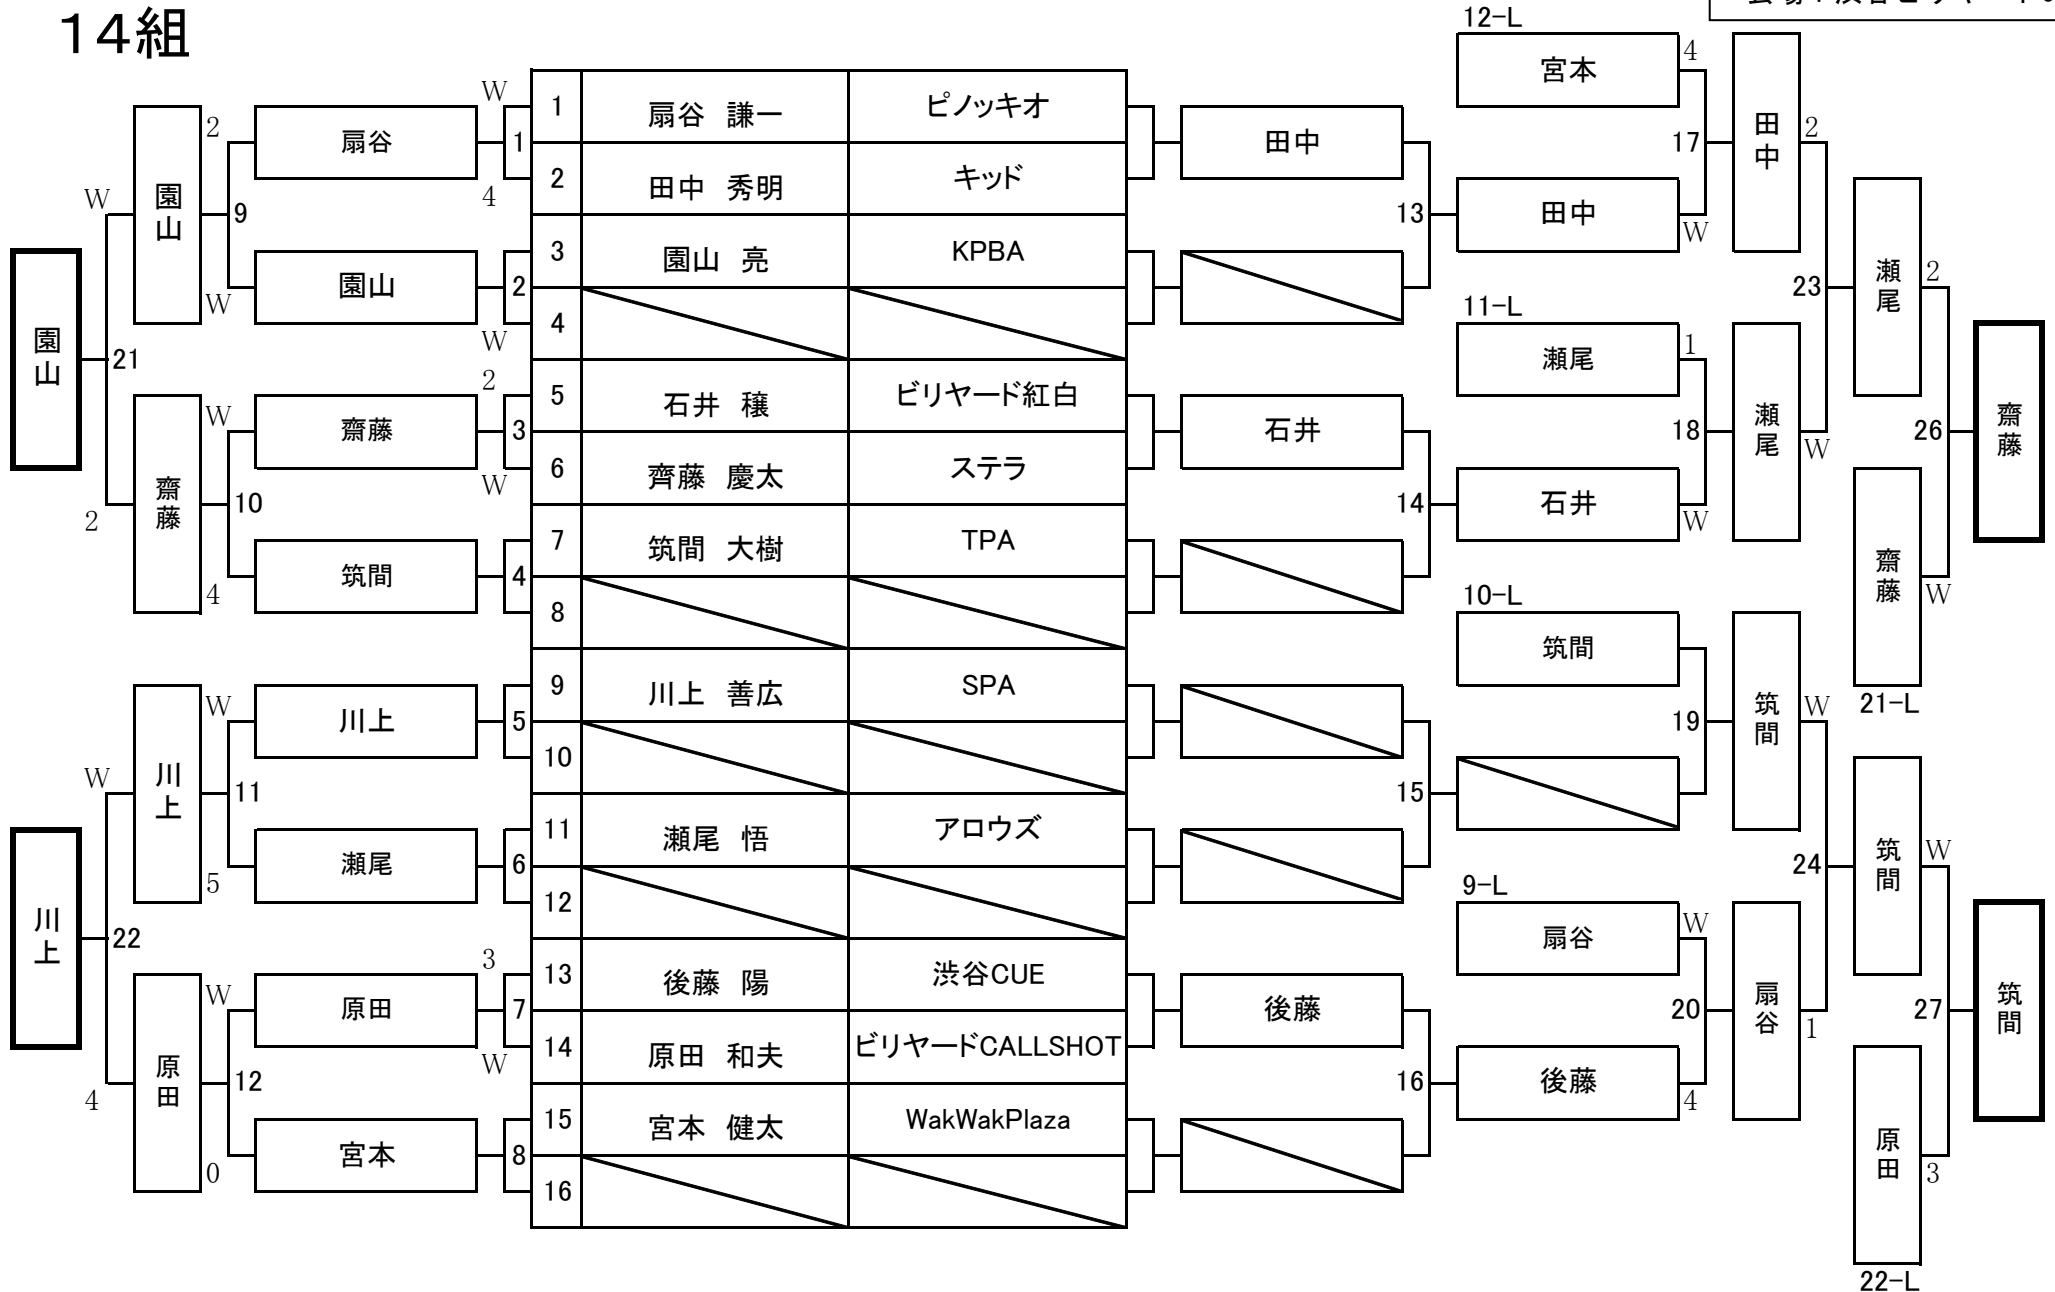 14組
12-L
宮本 4
田中 2
17
田中 W
13
W
1 扇谷 謙一 ピノッキオ
扇谷 1 田中
2 田中 秀明 キッド
4
園山 2
9
W
3 園山 亮 KPBA
園山 2
4
W
W
園山 21
5 石井 穣 ビリヤード紅白
2
齋藤 3 石井
6 齊藤 慶太 ステラ
W
齋藤 W
10
4
2
7 筑間 大樹 TPA
筑間 4
8
11-L
瀬尾 1
18
瀬尾 W
14
石井 W
23
瀬尾 2
26
齋藤
齋藤 W
21-L
9 川上 善広 SPA
川上 5
10
川上 W
11
5
W
川上 22
11 瀬尾 悟 アロウズ
瀬尾 6
12
10-L
筑間
19
筑間 W
15
13 後藤 陽 渋谷CUE
3
原田 7 後藤
14 原田 和夫 ビリヤードCALLSHOT
W
原田 W
12
0
4
15 宮本 健太 WakWakPlaza
宮本 8
16
9-L
扇谷 W
20
扇谷 1
16
後藤 4
24
筑間 W
27
筑間
原田 3
22-L